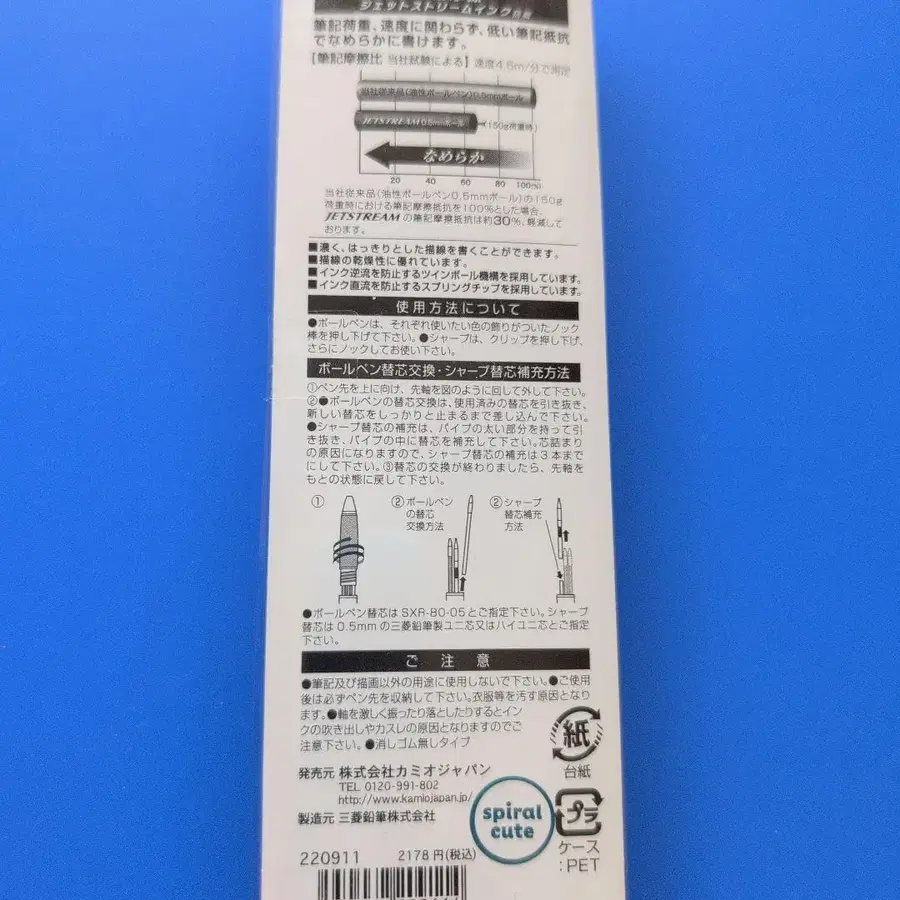 ジェットストリームインク搭載
筆記荷重、速度に関わらず、低い筆記抵抗
でなめらかに書けます。
【筆記摩擦比 当社試験による】速度4.5m/分で測定
当社従来品(油性ボールペン)0.5mmボール
JETSTREAM 0.5mmボール (150g荷重時)
なめらか
20 40 60 80 100(%)
当社従来品(油性ボールペン0.5mmボール)の150g
荷重時における筆記摩擦抵抗を100%とした場合、
JETSTREAMの筆記摩擦抵抗は約30%、軽減して
おります。
■濃く、はっきりとした描線を書くことができます。
■描線の乾燥性に優れています。
■インク逆流を防止するツインボール機構を採用しています。
■インク直流を防止するスプリングチップを採用しています。
使用方法について
●ボールペンは、それぞれ使いたい色の飾りがついたノック
棒を押し下げて下さい。●シャープは、クリップを押し下げ、
さらにノックしてお使い下さい。
ボールペン替芯交換・シャープ替芯補充方法
①ペン先を上に向け、先軸を図のように回して外して下さい。
②●ボールペンの替芯交換は、使用済みの替芯を引き抜き、
新しい替芯をしっかりと止まるまで差し込んで下さい。
●シャープ替芯の補充は、パイプの太い部分を持って引
き抜き、パイプの中に替芯を補充して下さい。芯詰まり
の原因になりますので、シャープ替芯の補充は3本まで
にして下さい。③替芯の交換が終わりましたら、先軸を
もとの状態に戻して下さい。
①
②ボールペン
の替芯
交換方法
②シャープ
替芯補充
方法
●ボールペン替芯は SXR-80-05とご指定下さい。シャープ
替芯は 0.5mmの三菱鉛筆製ユニ芯又はハイユニ芯とご指定
下さい。
ご注意
●筆記及び描画以外の用途に使用しないで下さい。●ご使用
後は必ずペン先を収納して下さい。衣服等を汚す原因となり
ます。●軸を激しく振ったり落としたりするとイン
クの吹き出しやカスレの原因となりますのでご
注意下さい。●消しゴム無しタイプ
紙
台紙
発売元 株式会社カミオジャパン
TEL 0120-991-802
http://www.kamiojapan.jp/
製造元 三菱鉛筆株式会社
spiral
cute
プラ
ケース
:PET
220911 2178円(税込)